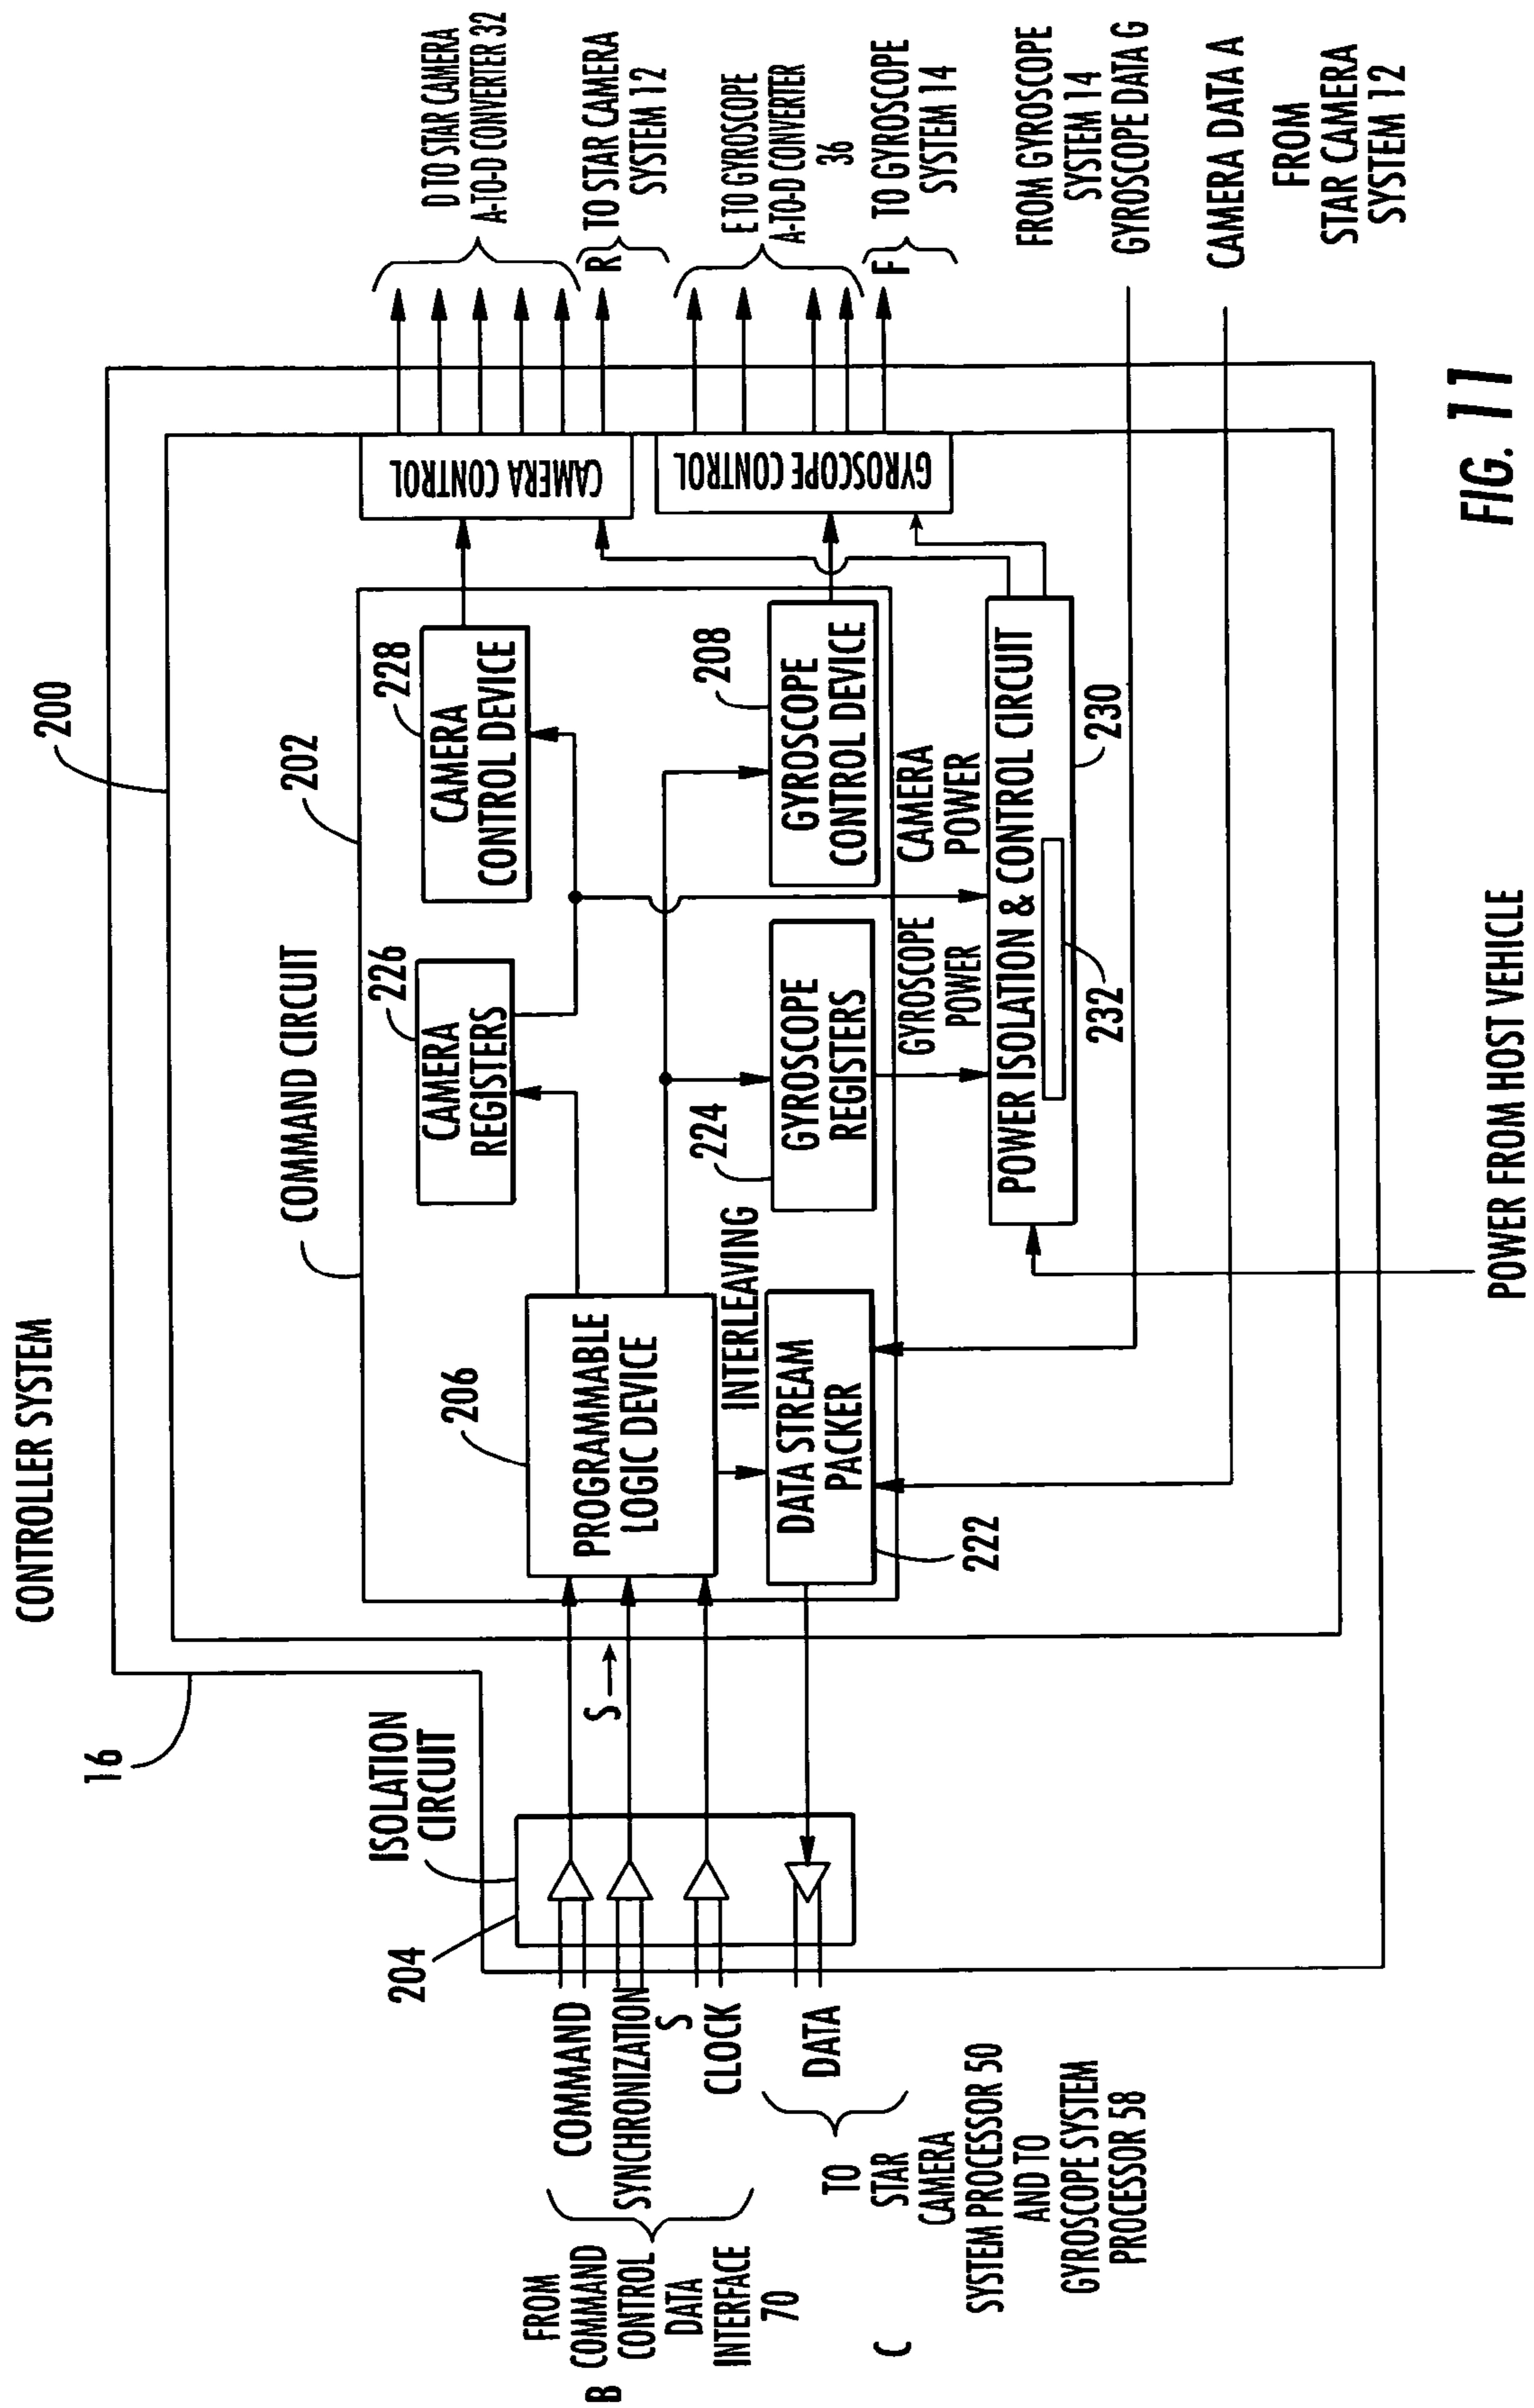 CONTROLLER SYSTEM
16
200
COMMAND CIRCUIT
202
ISOLATION
CIRCUIT
204
206
PROGRAMMABLE
LOGIC DEVICE
226
CAMERA
REGISTERS
228
CAMERA
CONTROL DEVICE
CAMERA CONTROL
D TO STAR CAMERA
A-TO-D CONVERTER 32
R
TO STAR CAMERA
SYSTEM 12
FROM
B COMMAND
CONTROL
DATA
INTERFACE
70
COMMAND
SYNCHRONIZATION
S
CLOCK
DATA
S
INTERLEAVING
DATA STREAM
PACKER
222
224
GYROSCOPE
REGISTERS
208
GYROSCOPE
CONTROL DEVICE
GYROSCOPE CONTROL
E TO GYROSCOPE
A-TO-D CONVERTER
36
F
TO GYROSCOPE
SYSTEM 14
GYROSCOPE
POWER
CAMERA
POWER
POWER ISOLATION & CONTROL CIRCUIT
230
232
FROM GYROSCOPE
SYSTEM 14
GYROSCOPE DATA G
CAMERA DATA A
FROM
STAR CAMERA
SYSTEM 12
C
TO
STAR
CAMERA
SYSTEM PROCESSOR 50
AND TO
GYROSCOPE SYSTEM
PROCESSOR 58
POWER FROM HOST VEHICLE
FIG. 11